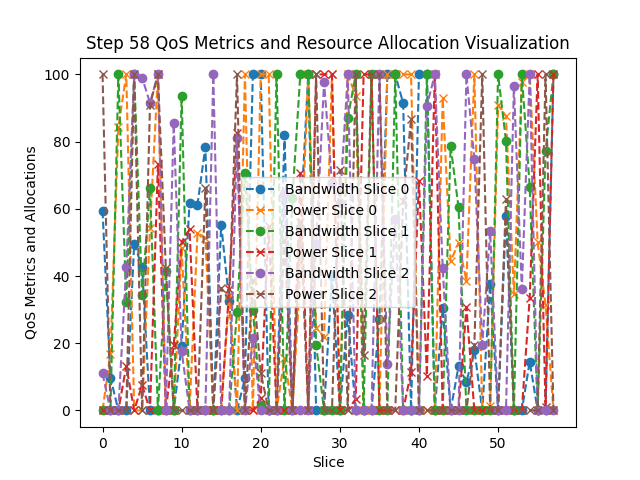 Step 58 QoS Metrics and Resource Allocation Visualization
QoS Metrics and Allocations
100
80
60
40
20
0
Bandwidth Slice 0
Power Slice 0
Bandwidth Slice 1
Power Slice 1
Bandwidth Slice 2
Power Slice 2
0 10 20 30 40 50
Slice